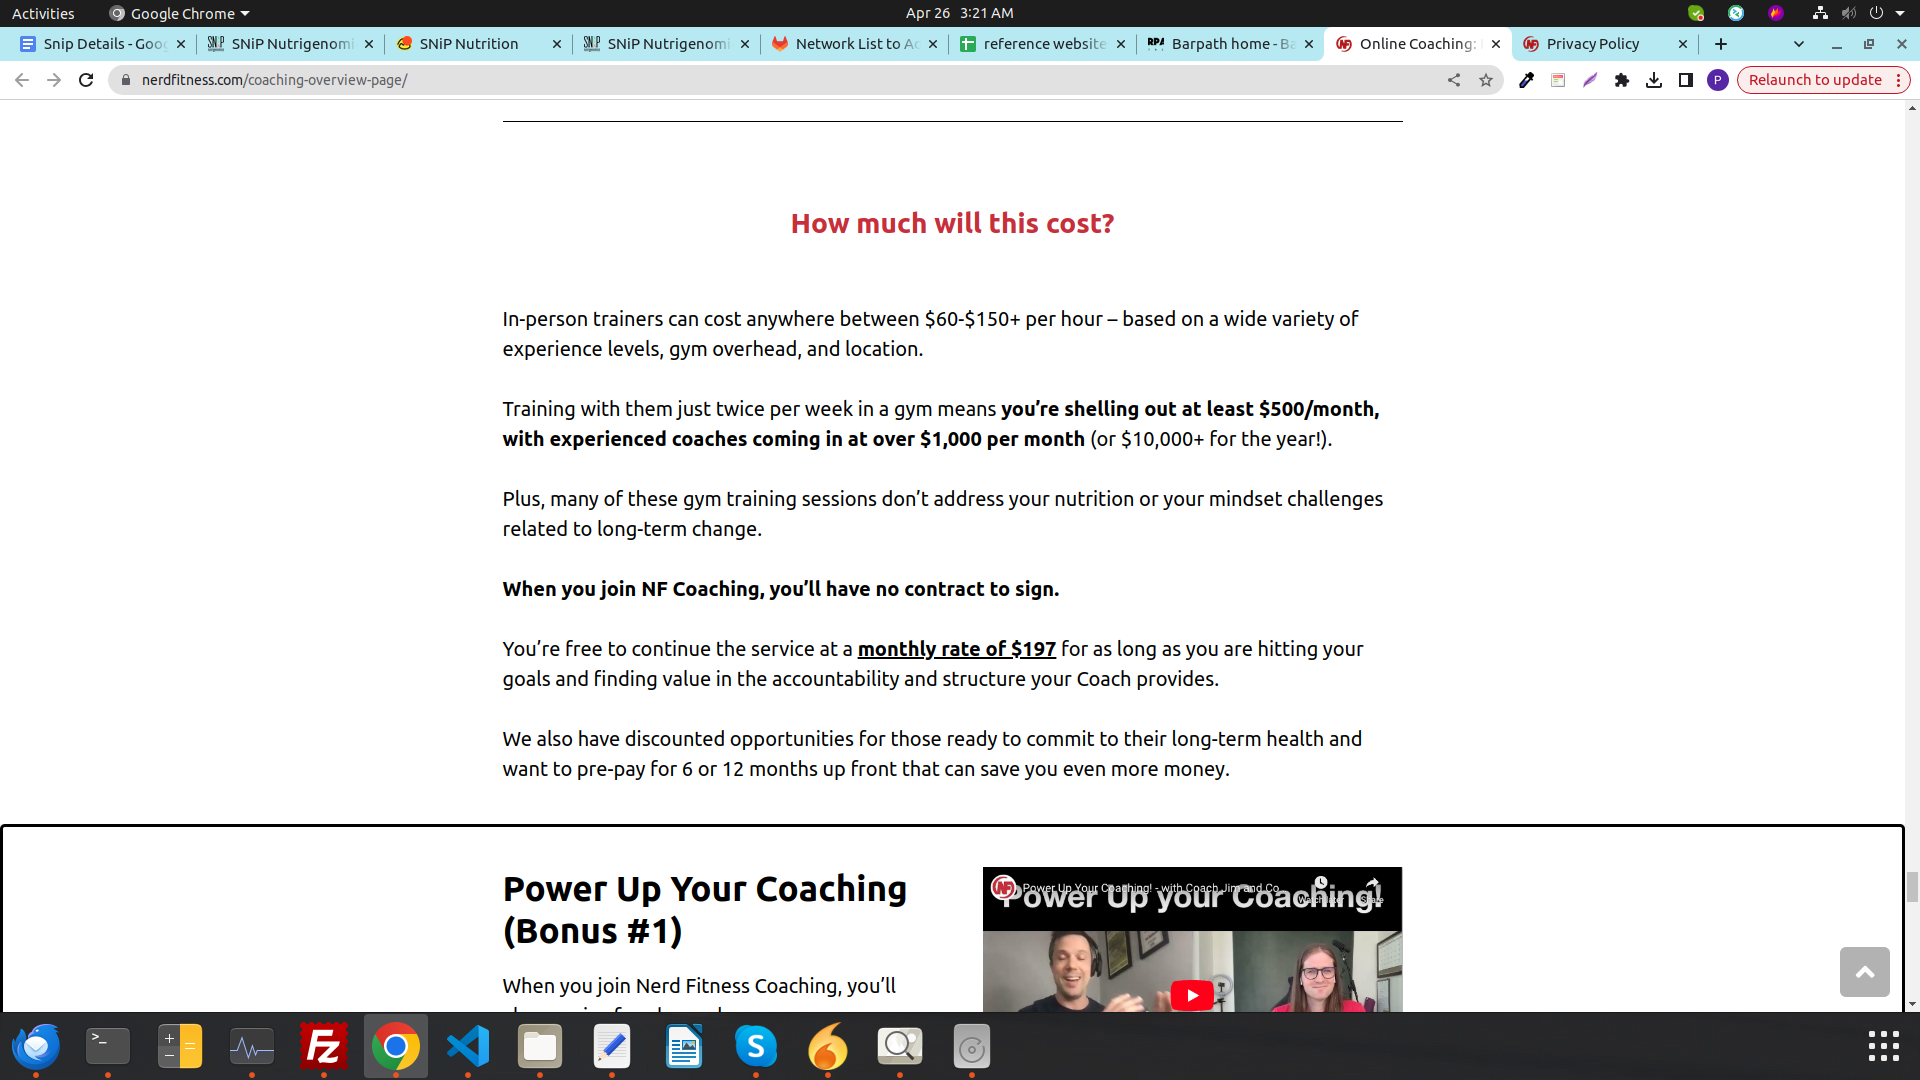 Activities
Google Chrome
Apr 26 3:21 AM
Snip Details - Goo
SNiP Nutrigenomi
SNiP Nutrition
SNiP Nutrigenomi
Network List to Ac
reference website
Barpath home - Ba
Online Coaching:
Privacy Policy
nerdfitness.com/coaching-overview-page/
P
Relaunch to update
How much will this cost?
In-person trainers can cost anywhere between $60-$150+ per hour – based on a wide variety of
experience levels, gym overhead, and location.
Training with them just twice per week in a gym means you’re shelling out at least $500/month,
with experienced coaches coming in at over $1,000 per month (or $10,000+ for the year!).
Plus, many of these gym training sessions don’t address your nutrition or your mindset challenges
related to long-term change.
When you join NF Coaching, you’ll have no contract to sign.
You’re free to continue the service at a monthly rate of $197 for as long as you are hitting your
goals and finding value in the accountability and structure your Coach provides.
We also have discounted opportunities for those ready to commit to their long-term health and
want to pre-pay for 6 or 12 months up front that can save you even more money.
Power Up Your Coaching
(Bonus #1)
When you join Nerd Fitness Coaching, you’ll
Power Up Your Coaching! - with Coach Jim and Co
Power Up your Coaching!